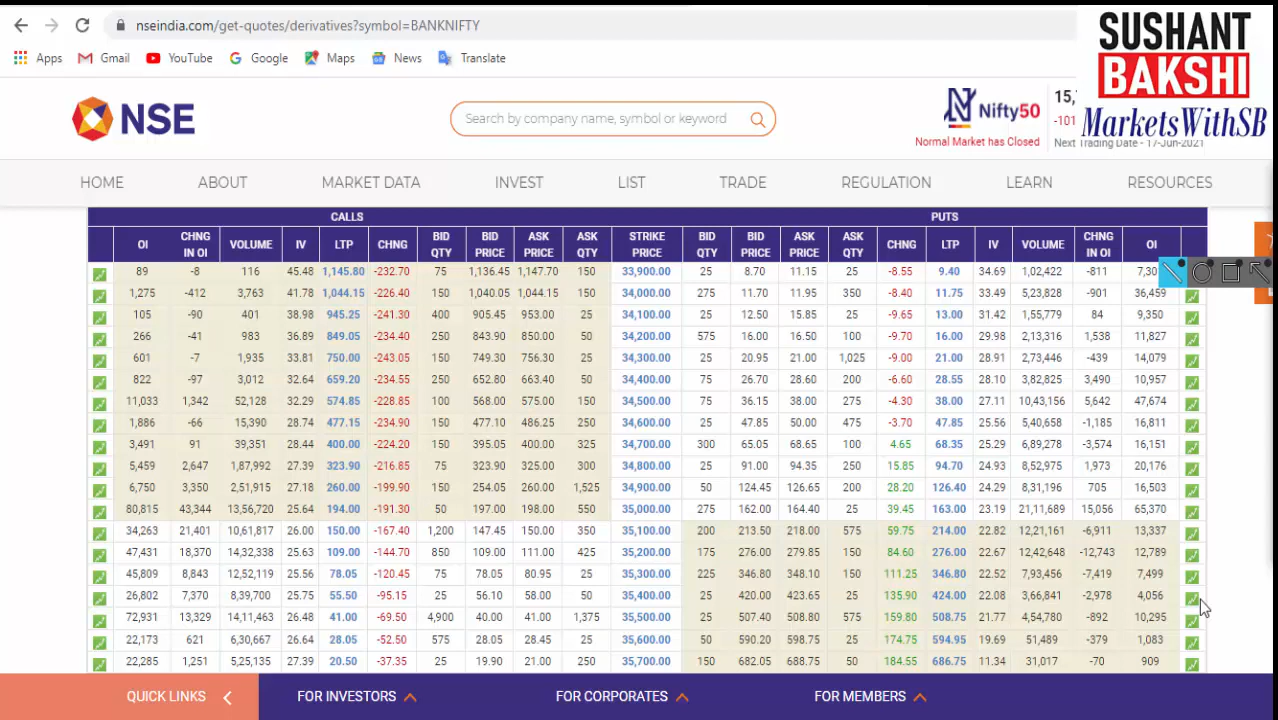 nseindia.com/get-quotes/derivatives?symbol=BANKNIFTY
Apps Gmail YouTube Google Maps News Translate
SUSHANT
BAKSHI
MarketsWithSB
NSE
Search by company name, symbol or keyword
Nifty50 15,
-101
Normal Market has Closed Next Trading Date - 17-Jun-2021
HOME ABOUT MARKET DATA INVEST LIST TRADE REGULATION LEARN RESOURCES
CALLS PUTS
OI CHNG IN OI VOLUME IV LTP CHNG BID QTY BID PRICE ASK PRICE ASK QTY STRIKE PRICE BID QTY BID PRICE ASK PRICE ASK QTY CHNG LTP IV VOLUME CHNG IN OI OI
89 -8 116 45.48 1,145.80 -232.70 75 1,136.45 1,147.70 150 33,900.00 25 8.70 11.15 25 -8.55 9.40 34.69 1,02,422 -811
1,275 -412 3,763 41.78 1,044.15 -226.40 150 1,040.05 1,044.15 150 34,000.00 275 11.70 11.95 350 -8.40 11.75 33.49 5,23,828 -901 36,459
105 -90 401 38.98 945.25 -241.30 400 905.45 953.00 25 34,100.00 25 12.50 15.85 25 -9.65 13.00 31.42 1,55,779 84 9,350
266 -41 983 36.89 849.05 -234.40 250 843.90 850.00 50 34,200.00 575 16.00 16.50 100 -9.70 16.00 29.98 2,13,316 1,538 11,827
601 -7 1,935 33.81 750.00 -243.05 150 749.30 756.30 25 34,300.00 25 20.95 21.00 1,025 -9.00 21.00 28.91 2,73,446 -439 14,079
822 -97 3,012 32.64 659.20 -234.55 250 652.80 663.40 50 34,400.00 75 26.70 28.60 200 -6.60 28.55 28.10 3,82,825 3,490 10,957
11,033 1,342 52,128 32.29 574.85 -228.85 100 568.00 575.00 150 34,500.00 75 36.15 38.00 275 -4.30 38.00 27.11 10,43,156 5,642 47,674
1,886 -66 15,390 28.74 477.15 -234.90 150 477.10 486.25 250 34,600.00 25 47.85 50.00 475 -3.70 47.85 25.56 5,40,658 -1,185 16,811
3,491 91 39,351 28.44 400.00 -224.20 150 395.05 400.00 325 34,700.00 300 65.05 68.65 100 4.65 68.35 25.29 6,89,278 -3,574 16,151
5,459 2,647 1,87,992 27.39 323.90 -216.85 75 323.90 325.00 300 34,800.00 25 91.00 94.35 250 15.85 94.70 24.93 8,52,975 1,973 20,176
6,750 3,350 2,51,915 27.18 260.00 -199.90 150 254.05 260.00 1,525 34,900.00 50 124.45 126.65 200 28.20 126.40 24.29 8,31,196 705 16,503
80,815 43,344 13,56,720 25.64 194.00 -191.30 50 197.00 198.00 550 35,000.00 275 162.00 164.40 25 39.45 163.00 23.19 21,11,689 15,056 65,370
34,263 21,401 10,61,817 26.00 150.00 -167.40 1,200 147.45 150.00 350 35,100.00 200 213.50 218.00 575 59.75 214.00 22.82 12,21,161 -6,911 13,337
47,431 18,370 14,32,338 25.63 109.00 -144.70 850 109.00 111.00 425 35,200.00 175 276.00 279.85 150 84.60 276.00 22.67 12,42,648 -12,743 12,789
45,809 8,843 12,52,119 25.56 78.05 -120.45 75 78.05 80.95 25 35,300.00 225 346.80 348.10 150 111.25 346.80 22.52 7,93,456 -7,419 7,499
26,802 7,370 8,39,700 25.75 55.50 -95.15 25 56.10 58.00 50 35,400.00 25 420.00 423.65 25 135.90 424.00 22.08 3,66,841 -2,978 4,056
72,931 13,329 14,11,463 26.48 41.00 -69.50 4,900 40.00 41.00 1,375 35,500.00 25 507.40 508.80 575 159.80 508.75 21.77 4,54,780 -892 10,295
22,173 621 6,30,667 26.64 28.05 -52.50 575 28.05 28.45 25 35,600.00 50 590.20 598.75 25 174.75 594.95 19.69 51,489 -379 1,083
22,285 1,251 5,25,135 27.39 20.50 -37.35 25 19.90 21.00 250 35,700.00 150 682.05 688.75 50 184.55 686.75 11.34 31,017 -70 909
QUICK LINKS FOR INVESTORS FOR CORPORATES FOR MEMBERS